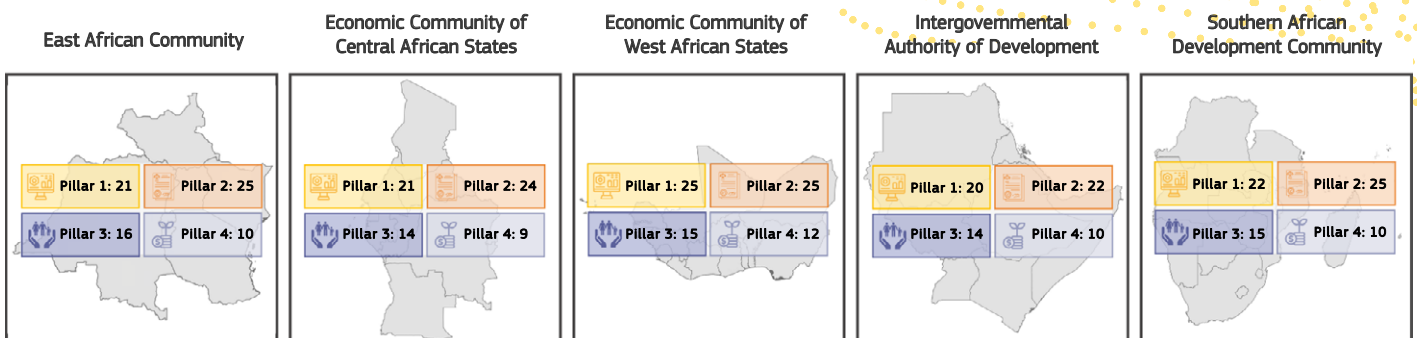 East African Community
Pillar 1: 21
Pillar 2: 25
Pillar 3: 16
Pillar 4: 10
Economic Community of
Central African States
Pillar 1: 21
Pillar 2: 24
Pillar 3: 14
Pillar 4: 9
Economic Community of
West African States
Pillar 1: 25
Pillar 2: 25
Pillar 3: 15
Pillar 4: 12
Intergovernmental
Authority of Development
Pillar 1: 20
Pillar 2: 22
Pillar 3: 14
Pillar 4: 10
Southern African
Development Community
Pillar 1: 22
Pillar 2: 25
Pillar 3: 15
Pillar 4: 10